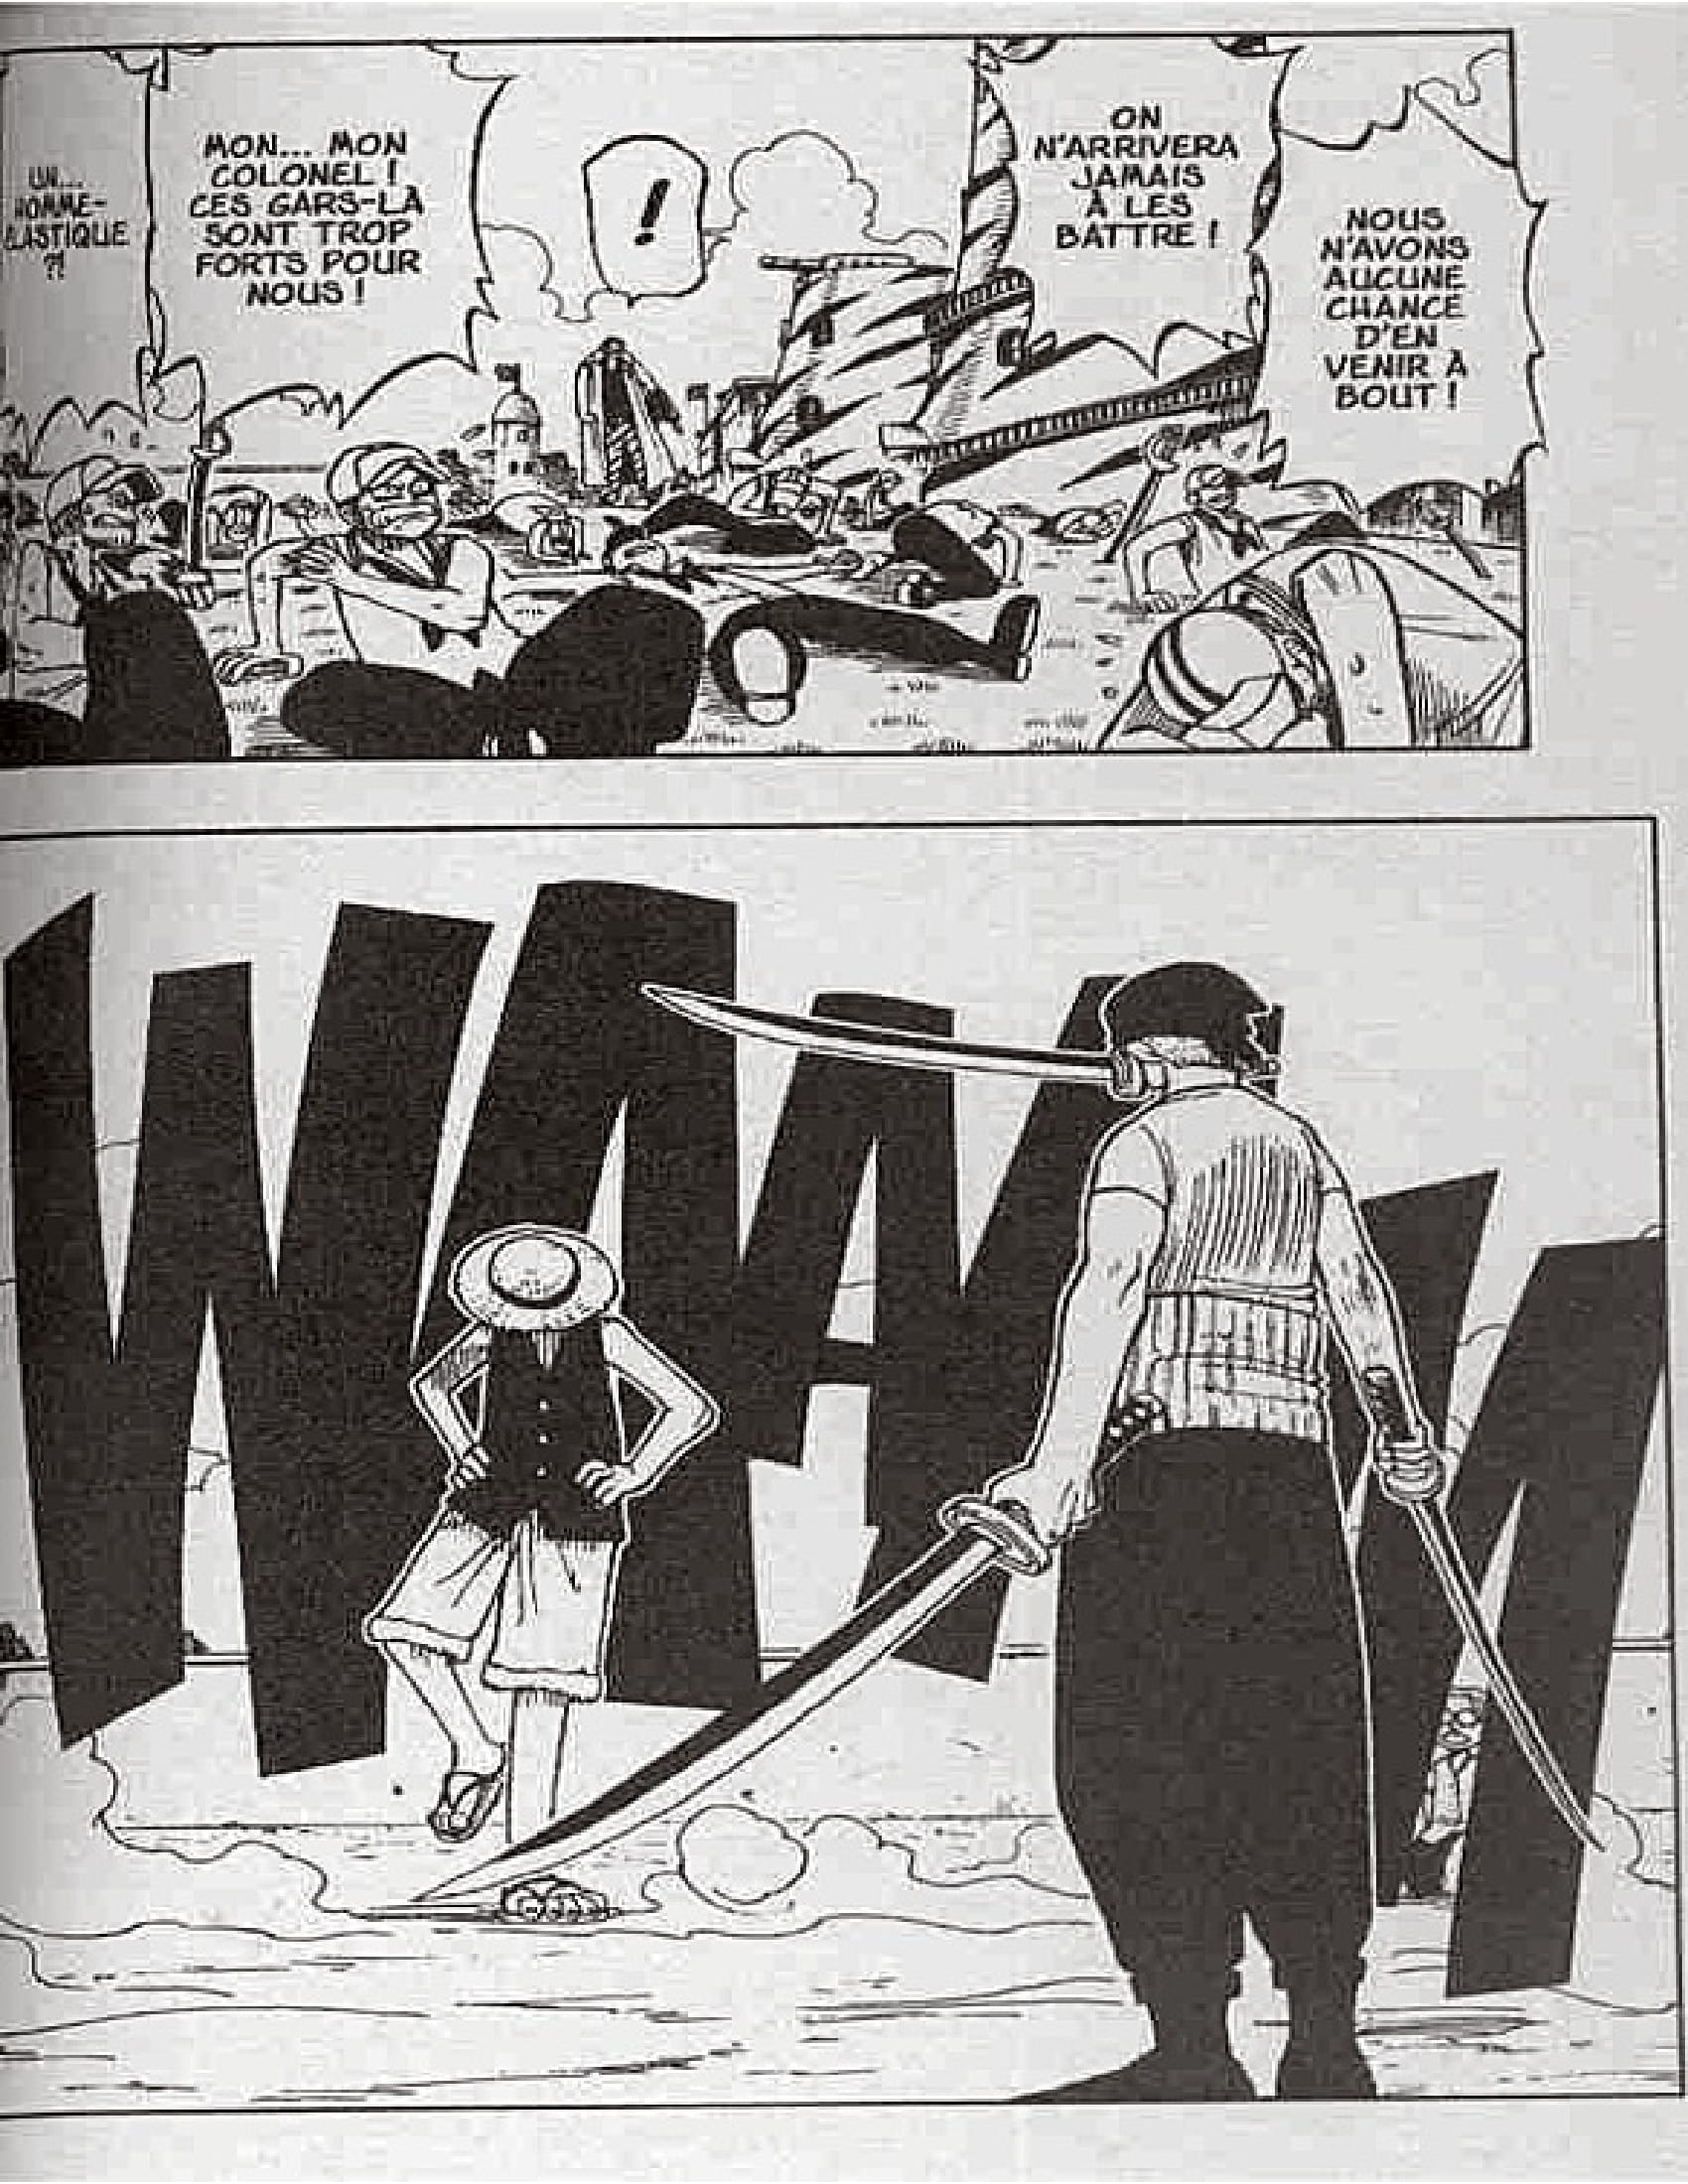 NOUS
N'AVONS
AUCUNE
CHANCE
D'EN
VENIR À
BOUT !
ON
N'ARRIVERA
JAMAIS
À LES
BATTRE !
!
MON... MON
COLONEL !
CES GARS-LÀ
SONT TROP
FORTS POUR
NOUS !
UN...
HOMME-
ÉLASTIQUE
?!